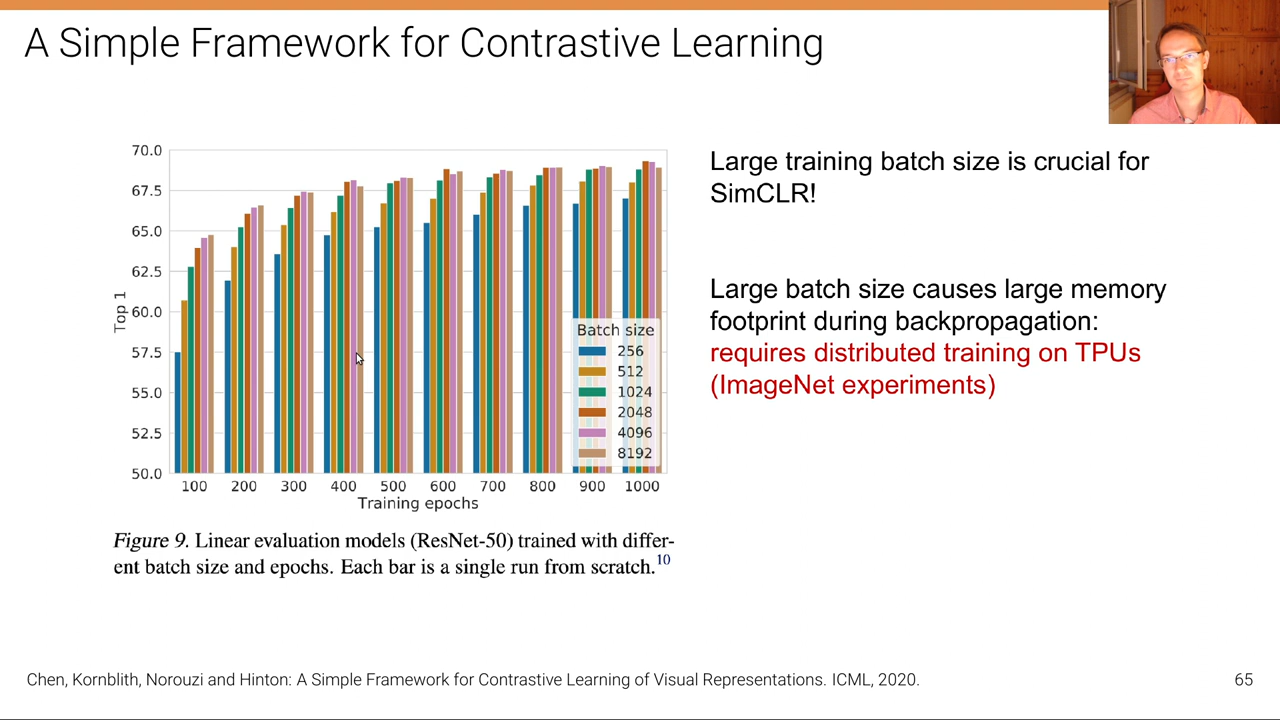 A Simple Framework for Contrastive Learning
70.0
67.5
65.0
62.5
60.0
57.5
55.0
52.5
50.0
Top 1
100 200 300 400 500 600 700 800 900 1000
Training epochs
Batch size
256
512
1024
2048
4096
8192
Figure 9. Linear evaluation models (ResNet-50) trained with differ-
ent batch size and epochs. Each bar is a single run from scratch.10
Large training batch size is crucial for
SimCLR!
Large batch size causes large memory
footprint during backpropagation:
requires distributed training on TPUs
(ImageNet experiments)
Chen, Kornblith, Norouzi and Hinton: A Simple Framework for Contrastive Learning of Visual Representations. ICML, 2020.
65